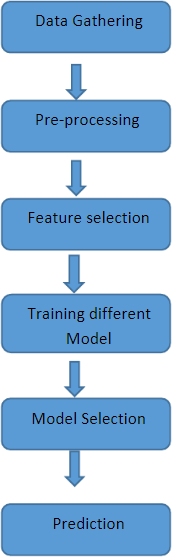 Data Gathering
Pre-processing
Feature selection
Training different
Model
Model Selection
Prediction